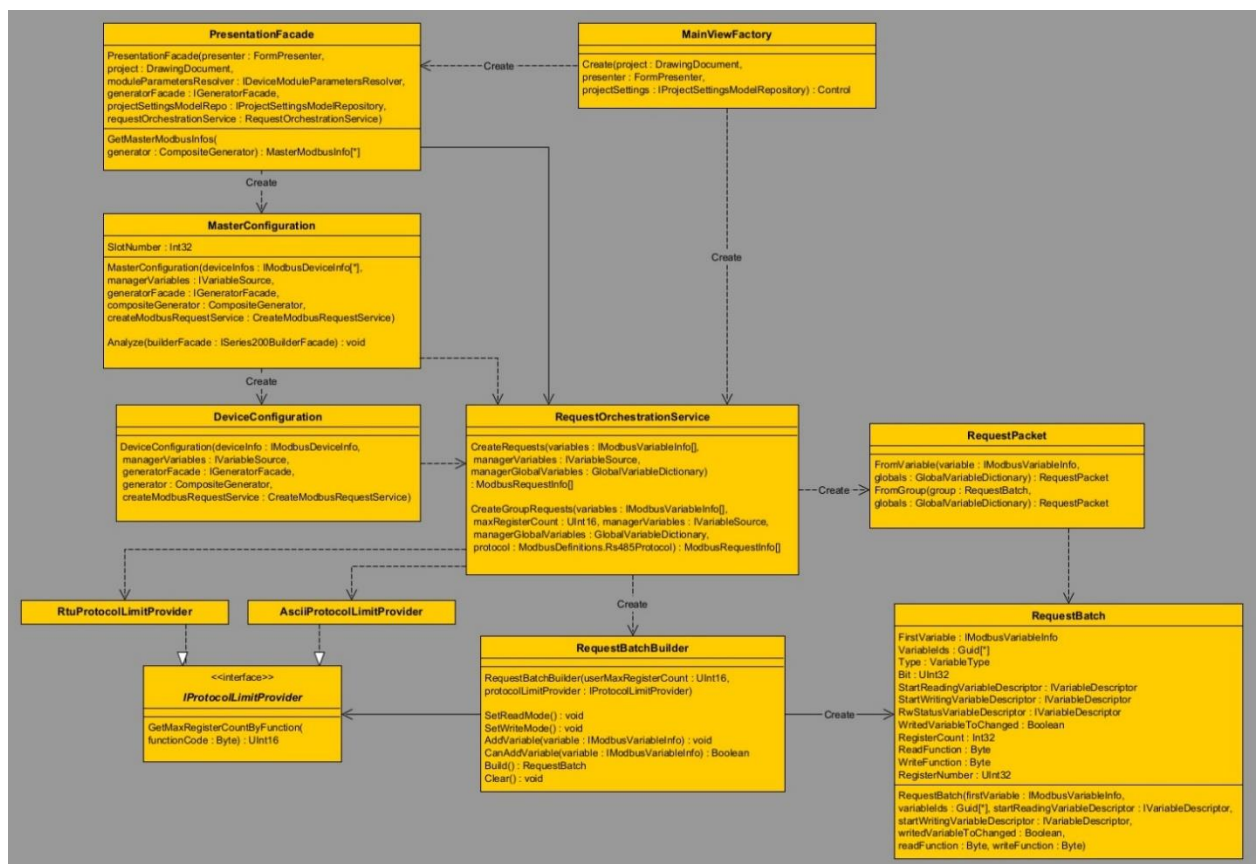 PresentationFacade
PresentationFacade(presenter : FormPresenter,
project : DrawingDocument,
moduleParametersResolver : IDeviceModuleParametersResolver,
generatorFacade : IGeneratorFacade,
projectSettingsModelRepo : IProjectSettingsModelRepository,
requestOrchestrationService : RequestOrchestrationService)
GetMasterModbusInfos(
generator : CompositeGenerator) : MasterModbusInfo[*]
Create
MainViewFactory
Create(project : DrawingDocument,
presenter : FormPresenter,
projectSettings : IProjectSettingsModelRepository) : Control
Create
Create
MasterConfiguration
SlotNumber : Int32
MasterConfiguration(deviceInfos : IModbusDeviceInfo[*],
managerVariables : IVariableSource,
generatorFacade : IGeneratorFacade,
compositeGenerator : CompositeGenerator,
createModbusRequestService : CreateModbusRequestService)
Analyze(builderFacade : ISeries200BuilderFacade) : void
Create
Create
DeviceConfiguration
DeviceConfiguration(deviceInfo : IModbusDeviceInfo,
managerVariables : IVariableSource,
generatorFacade : IGeneratorFacade,
generator : CompositeGenerator,
createModbusRequestService : CreateModbusRequestService)
RequestOrchestrationService
CreateRequests(variables : IModbusVariableInfo[],
managerVariables : IVariableSource,
managerGlobalVariables : GlobalVariableDictionary)
: ModbusRequestInfo[]
CreateGroupRequests(variables : IModbusVariableInfo[],
maxRegisterCount : UInt16, managerVariables : IVariableSource,
managerGlobalVariables : GlobalVariableDictionary,
protocol : ModbusDefinitions.Rs485Protocol) : ModbusRequestInfo[]
Create
RequestPacket
FromVariable(variable : IModbusVariableInfo,
globals : GlobalVariableDictionary) : RequestPacket
FromGroup(group : RequestBatch,
globals : GlobalVariableDictionary) : RequestPacket
RtuProtocolLimitProvider
AsciiProtocolLimitProvider
Create
<<interface>>
IProtocolLimitProvider
GetMaxRegisterCountByFunction(
functionCode : Byte) : UInt16
RequestBatchBuilder
RequestBatchBuilder(userMaxRegisterCount : UInt16,
protocolLimitProvider : IProtocolLimitProvider)
SetReadMode() : void
SetWriteMode() : void
AddVariable(variable : IModbusVariableInfo) : void
CanAddVariable(variable : IModbusVariableInfo) : Boolean
Build() : RequestBatch
Clear() : void
Create
RequestBatch
FirstVariable : IModbusVariableInfo
VariableIds : Guid[*]
Type : VariableType
Bit : UInt32
StartReadingVariableDescriptor : IVariableDescriptor
StartWritingVariableDescriptor : IVariableDescriptor
RwStatusVariableDescriptor : IVariableDescriptor
WritedVariableToChanged : Boolean
RegisterCount : Int32
ReadFunction : Byte
WriteFunction : Byte
RegisterNumber : UInt32
RequestBatch(firstVariable : IModbusVariableInfo,
variableIds : Guid[*], startReadingVariableDescriptor : IVariableDescriptor,
startWritingVariableDescriptor : IVariableDescriptor,
writedVariableToChanged : Boolean,
readFunction : Byte, writeFunction : Byte)